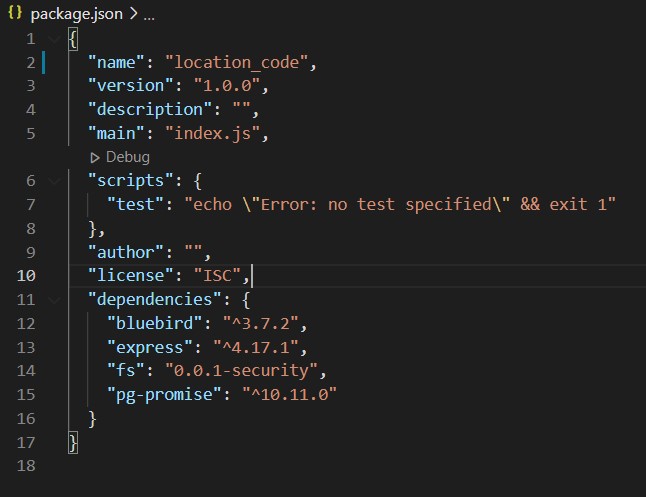 {} package.json > ...
1 {
2 "name": "location_code",
3 "version": "1.0.0",
4 "description": "",
5 "main": "index.js",
Debug
6 "scripts": {
7 "test": "echo \"Error: no test specified\" && exit 1"
8 },
9 "author": "",
10 "license": "ISC",
11 "dependencies": {
12 "bluebird": "^3.7.2",
13 "express": "^4.17.1",
14 "fs": "0.0.1-security",
15 "pg-promise": "^10.11.0"
16 }
17 }
18